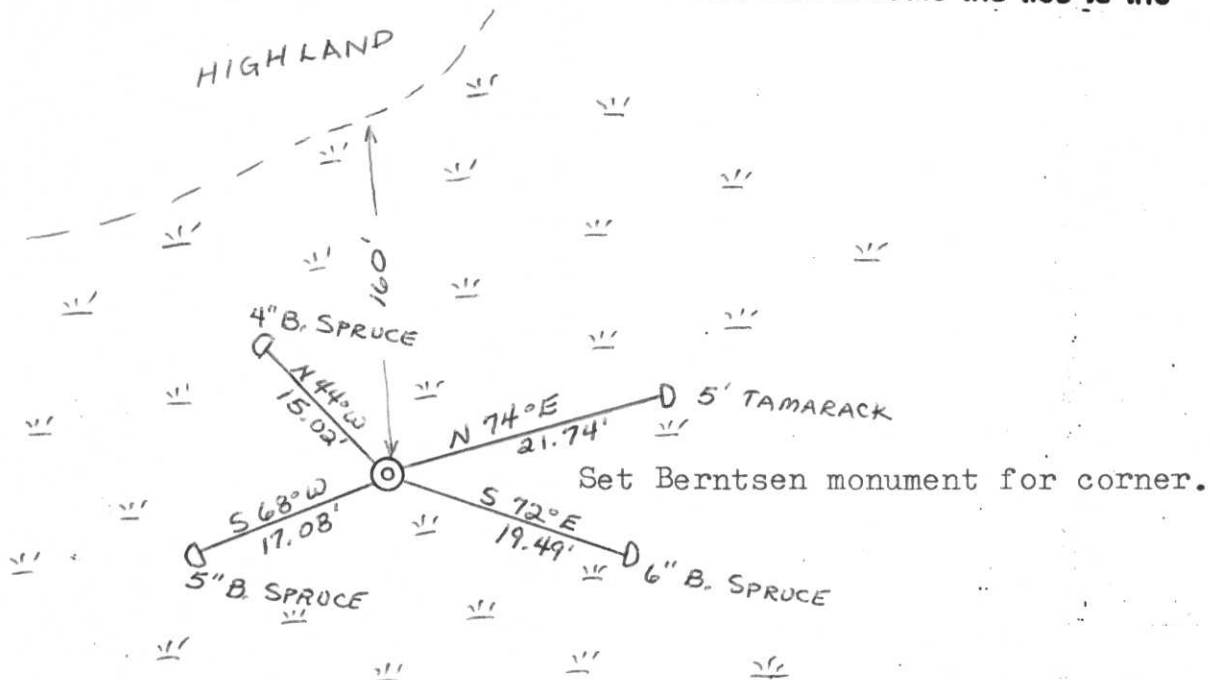 HIGHLAND
160'
4" B. SPRUCE
N 44° W
15.02'
N 74° E
21.74'
5' TAMARACK
Set Berntsen monument for corner.
S 68° W
17.08'
S 72° E
19.49'
5" B. SPRUCE
6" B. SPRUCE